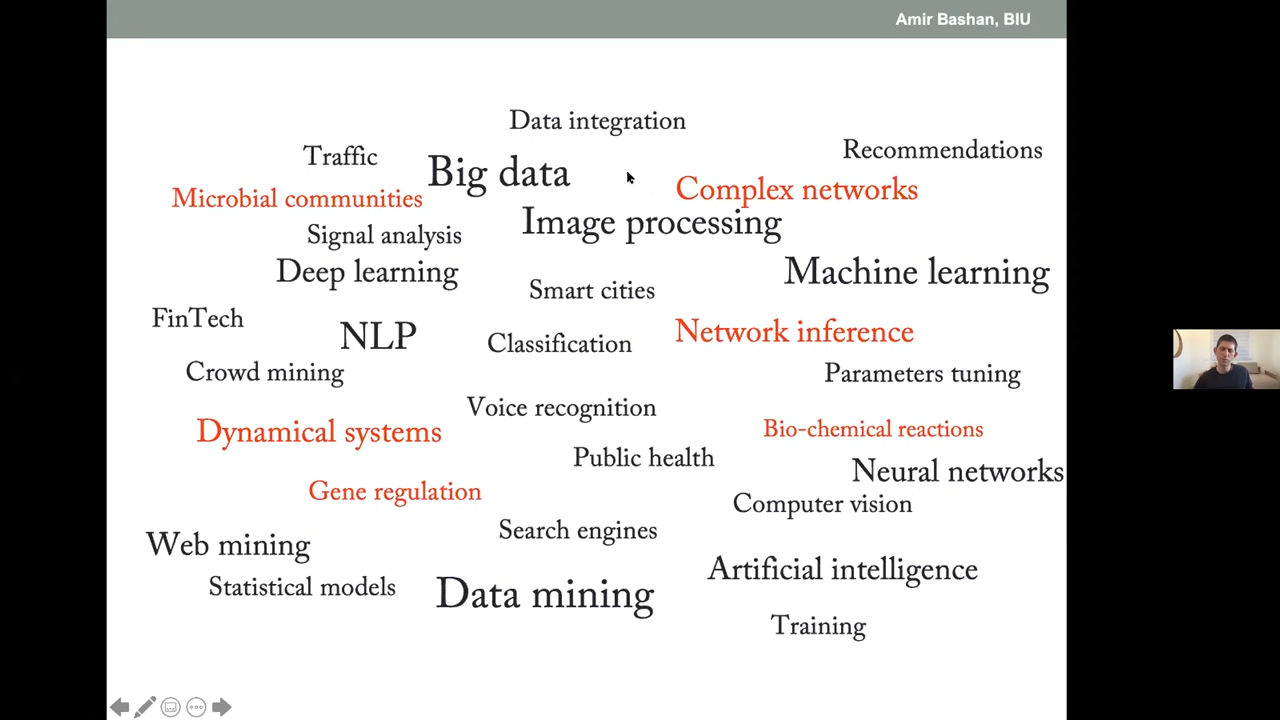 Amir Bashan, BIU
Data integration
Traffic
Recommendations
Big data
Microbial communities
Complex networks
Image processing
Signal analysis
Deep learning
Machine learning
Smart cities
FinTech
NLP
Network inference
Classification
Crowd mining
Parameters tuning
Voice recognition
Dynamical systems
Bio-chemical reactions
Public health
Neural networks
Gene regulation
Computer vision
Search engines
Web mining
Artificial intelligence
Statistical models
Data mining
Training